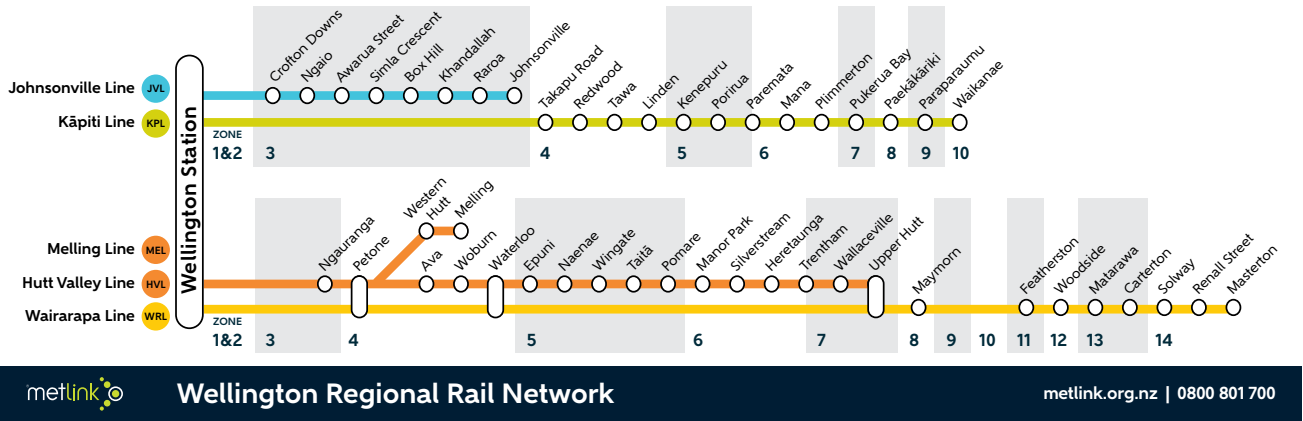 Johnsonville Line JVL
Kāpiti Line KPL
Wellington Station
Crofton Downs
Ngaio
Awarua Street
Simla Crescent
Box Hill
Khandallah
Raroa
Johnsonville
Takapu Road
Redwood
Tawa
Linden
Kenepuru
Porirua
Paremata
Mana
Plimmerton
Pukerua Bay
Paekākāriki
Paraparaumu
Waikanae
ZONE
1&2 3 4 5 6 7 8 9 10
Melling Line MEL
Hutt Valley Line HVL
Wairarapa Line WRL
Ngauranga
Petone
Western
Hutt
Melling
Ava
Woburn
Waterloo
Epuni
Naenae
Wingate
Taitā
Pomare
Manor Park
Silverstream
Heretaunga
Trentham
Wallaceville
Upper Hutt
Maymorn
Featherston
Woodside
Matarawa
Carterton
Solway
Renall Street
Masterton
ZONE
1&2 3 4 5 6 7 8 9 10 11 12 13 14
metlink
Wellington Regional Rail Network
metlink.org.nz | 0800 801 700